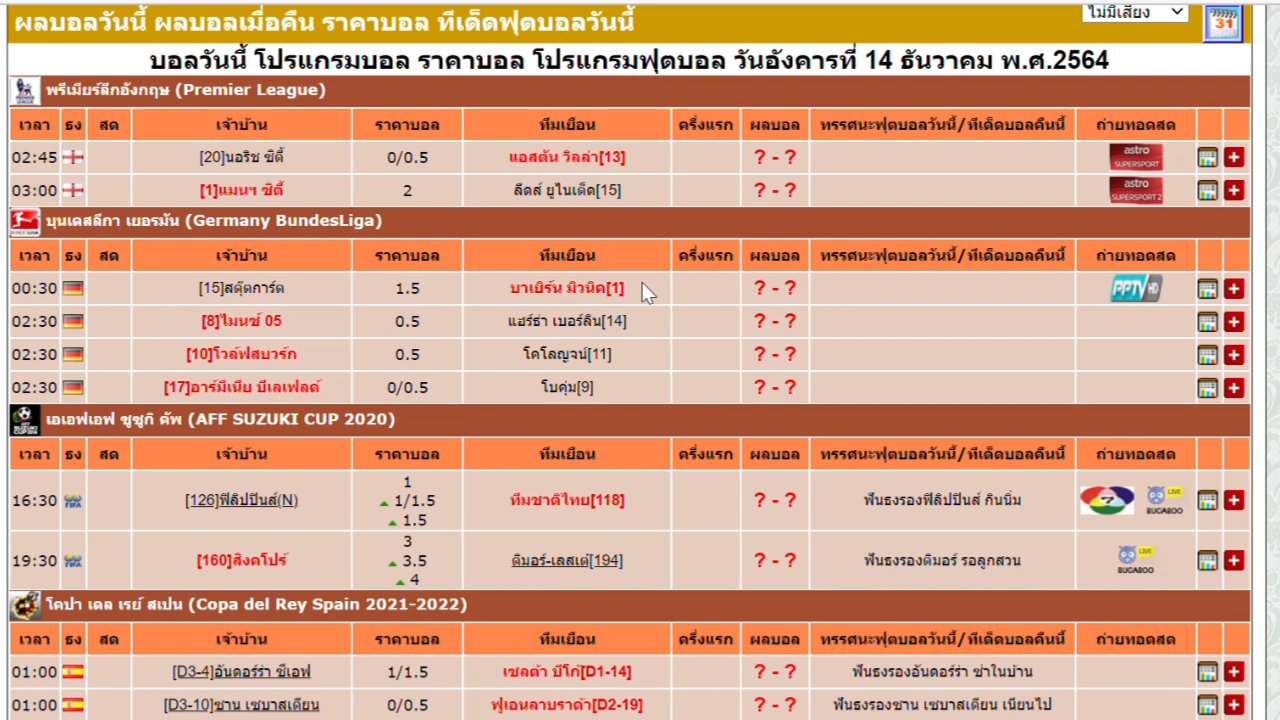 ผลบอลวันนี้ ผลบอลเมื่อคืน ราคาบอล ทีเด็ดฟุตบอลวันนี้ ไม่มีเสียง 31
บอลวันนี้ โปรแกรมบอล ราคาบอล โปรแกรมฟุตบอล วันอังคารที่ 14 ธันวาคม พ.ศ.2564
พรีเมียร์ลีกอังกฤษ (Premier League)
เวลา ธง สด เจ้าบ้าน ราคาบอล ทีมเยือน ครึ่งแรก ผลบอล ทรรศนะฟุตบอลวันนี้/ทีเด็ดบอลคืนนี้ ถ่ายทอดสด
02:45 [20]นอริช ซิตี้ 0/0.5 แอสตัน วิลล่า[13] ? - ? astro SUPERSPORT
03:00 [1]แมนฯ ซิตี้ 2 ลีดส์ ยูไนเต็ด[15] ? - ? astro SUPERSPORT 2
บุนเดสลีกา เยอรมัน (Germany BundesLiga)
เวลา ธง สด เจ้าบ้าน ราคาบอล ทีมเยือน ครึ่งแรก ผลบอล ทรรศนะฟุตบอลวันนี้/ทีเด็ดบอลคืนนี้ ถ่ายทอดสด
00:30 [15]สตุ๊ตการ์ต 1.5 บาเยิร์น มิวนิค[1] ? - ? PPTV HD
02:30 [8]ไมนซ์ 05 0.5 แฮร์ธ่า เบอร์ลิน[14] ? - ?
02:30 [10]โวล์ฟสบวร์ก 0.5 โคโลญจน์[11] ? - ?
02:30 [17]อาร์มีเนีย บีเลเฟลด์ 0/0.5 โบคุ่ม[9] ? - ?
เอเอฟเอฟ ซูซูกิ คัพ (AFF SUZUKI CUP 2020)
เวลา ธง สด เจ้าบ้าน ราคาบอล ทีมเยือน ครึ่งแรก ผลบอล ทรรศนะฟุตบอลวันนี้/ทีเด็ดบอลคืนนี้ ถ่ายทอดสด
1
16:30 FIFA [126]ฟิลิปปินส์(N) 1/1.5 ทีมชาติไทย[118] ? - ? ฟันธงรองฟิลิปปินส์ กินนิ่ม 7 LIVE BUGABOO
1.5
3
19:30 FIFA [160]สิงคโปร์ 3.5 ติมอร์-เลสเต้[194] ? - ? ฟันธงรองติมอร์ รอลูกสวน LIVE BUGABOO
4
โคปา เดล เรย์ สเปน (Copa del Rey Spain 2021-2022)
เวลา ธง สด เจ้าบ้าน ราคาบอล ทีมเยือน ครึ่งแรก ผลบอล ทรรศนะฟุตบอลวันนี้/ทีเด็ดบอลคืนนี้ ถ่ายทอดสด
01:00 [D3-4]อันดอร์ร่า ซีเอฟ 1/1.5 เซลต้า บีโก้[D1-14] ? - ? ฟันธงรองอันดอร์ร่า ซ่าในบ้าน
01:00 [D3-10]ซาน เซบาสเตียน 0/0.5 ฟูเอนลาบราด้า[D2-19] ? - ? ฟันธงรองซาน เซบาสเตียน เนียนไป